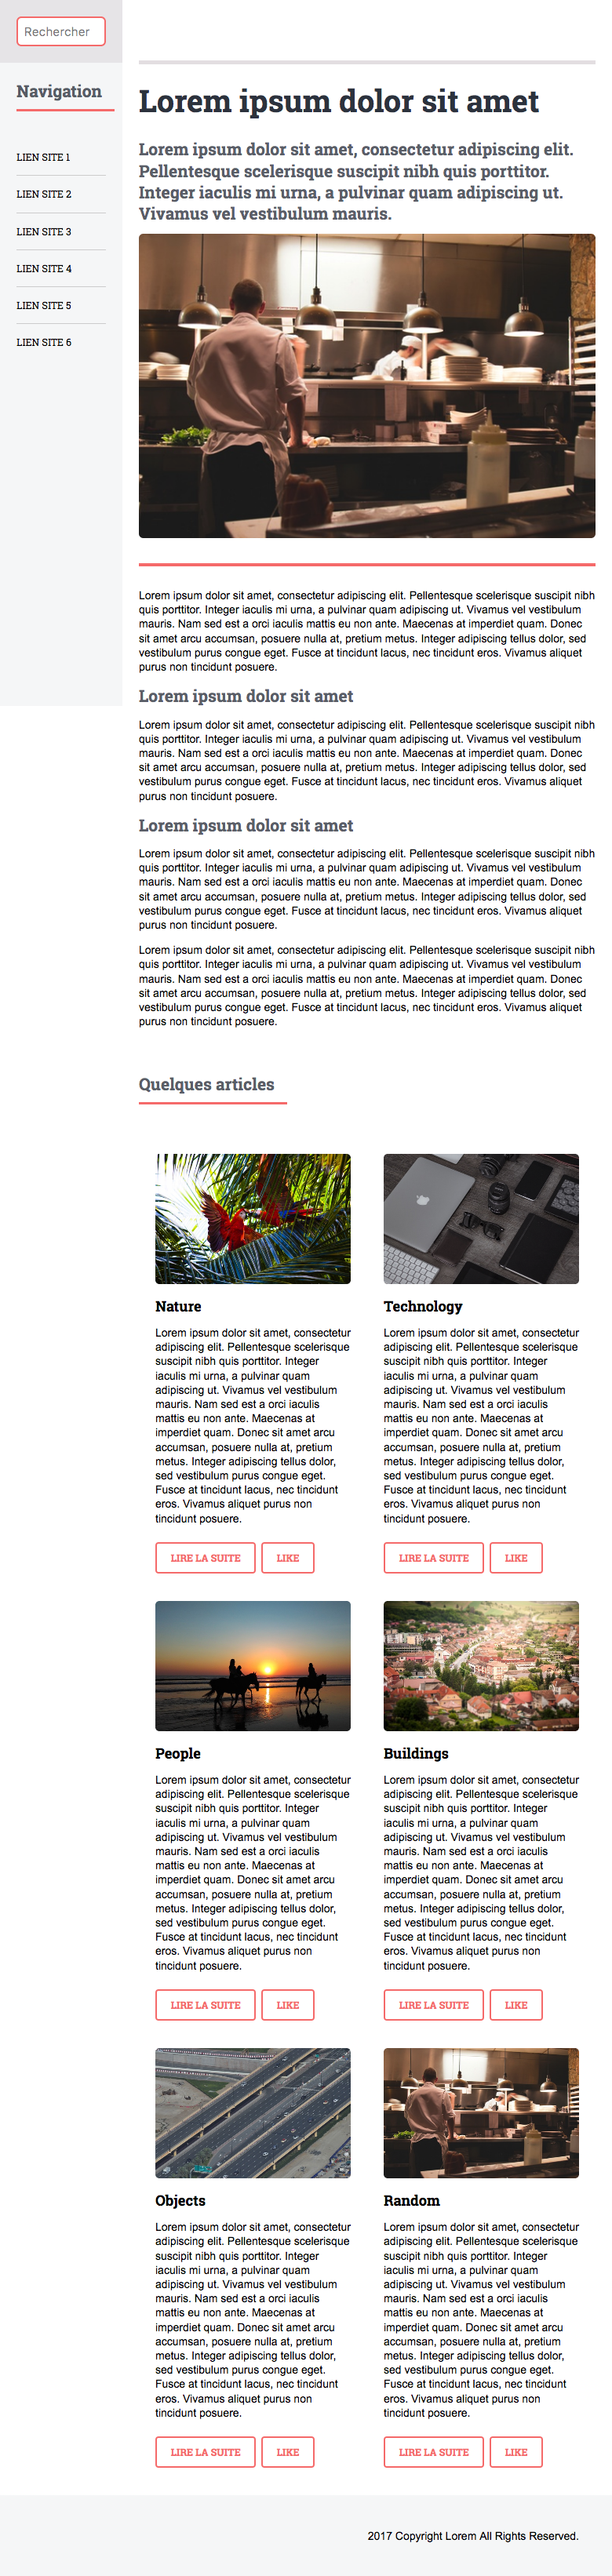 Rechercher
Navigation
LIEN SITE 1
LIEN SITE 2
LIEN SITE 3
LIEN SITE 4
LIEN SITE 5
LIEN SITE 6
Lorem ipsum dolor sit amet
Lorem ipsum dolor sit amet, consectetur adipiscing elit.
Pellentesque scelerisque suscipit nibh quis porttitor.
Integer iaculis mi urna, a pulvinar quam adipiscing ut.
Vivamus vel vestibulum mauris.
Lorem ipsum dolor sit amet, consectetur adipiscing elit. Pellentesque scelerisque suscipit nibh
quis porttitor. Integer iaculis mi urna, a pulvinar quam adipiscing ut. Vivamus vel vestibulum
mauris. Nam sed est a orci iaculis mattis eu non ante. Maecenas at imperdiet quam. Donec
sit amet arcu accumsan, posuere nulla at, pretium metus. Integer adipiscing tellus dolor, sed
vestibulum purus congue eget. Fusce at tincidunt lacus, nec tincidunt eros. Vivamus aliquet
purus non tincidunt posuere.
Lorem ipsum dolor sit amet
Lorem ipsum dolor sit amet, consectetur adipiscing elit. Pellentesque scelerisque suscipit nibh
quis porttitor. Integer iaculis mi urna, a pulvinar quam adipiscing ut. Vivamus vel vestibulum
mauris. Nam sed est a orci iaculis mattis eu non ante. Maecenas at imperdiet quam. Donec
sit amet arcu accumsan, posuere nulla at, pretium metus. Integer adipiscing tellus dolor, sed
vestibulum purus congue eget. Fusce at tincidunt lacus, nec tincidunt eros. Vivamus aliquet
purus non tincidunt posuere.
Lorem ipsum dolor sit amet
Lorem ipsum dolor sit amet, consectetur adipiscing elit. Pellentesque scelerisque suscipit nibh
quis porttitor. Integer iaculis mi urna, a pulvinar quam adipiscing ut. Vivamus vel vestibulum
mauris. Nam sed est a orci iaculis mattis eu non ante. Maecenas at imperdiet quam. Donec
sit amet arcu accumsan, posuere nulla at, pretium metus. Integer adipiscing tellus dolor, sed
vestibulum purus congue eget. Fusce at tincidunt lacus, nec tincidunt eros. Vivamus aliquet
purus non tincidunt posuere.
Lorem ipsum dolor sit amet, consectetur adipiscing elit. Pellentesque scelerisque suscipit nibh
quis porttitor. Integer iaculis mi urna, a pulvinar quam adipiscing ut. Vivamus vel vestibulum
mauris. Nam sed est a orci iaculis mattis eu non ante. Maecenas at imperdiet quam. Donec
sit amet arcu accumsan, posuere nulla at, pretium metus. Integer adipiscing tellus dolor, sed
vestibulum purus congue eget. Fusce at tincidunt lacus, nec tincidunt eros. Vivamus aliquet
purus non tincidunt posuere.
Quelques articles
Nature
Lorem ipsum dolor sit amet, consectetur
adipiscing elit. Pellentesque scelerisque
suscipit nibh quis porttitor. Integer
iaculis mi urna, a pulvinar quam
adipiscing ut. Vivamus vel vestibulum
mauris. Nam sed est a orci iaculis
mattis eu non ante. Maecenas at
imperdiet quam. Donec sit amet arcu
accumsan, posuere nulla at, pretium
metus. Integer adipiscing tellus dolor,
sed vestibulum purus congue eget.
Fusce at tincidunt lacus, nec tincidunt
eros. Vivamus aliquet purus non
tincidunt posuere.
LIRE LA SUITE LIKE
Technology
Lorem ipsum dolor sit amet, consectetur
adipiscing elit. Pellentesque scelerisque
suscipit nibh quis porttitor. Integer
iaculis mi urna, a pulvinar quam
adipiscing ut. Vivamus vel vestibulum
mauris. Nam sed est a orci iaculis
mattis eu non ante. Maecenas at
imperdiet quam. Donec sit amet arcu
accumsan, posuere nulla at, pretium
metus. Integer adipiscing tellus dolor,
sed vestibulum purus congue eget.
Fusce at tincidunt lacus, nec tincidunt
eros. Vivamus aliquet purus non
tincidunt posuere.
LIRE LA SUITE LIKE
People
Lorem ipsum dolor sit amet, consectetur
adipiscing elit. Pellentesque scelerisque
suscipit nibh quis porttitor. Integer
iaculis mi urna, a pulvinar quam
adipiscing ut. Vivamus vel vestibulum
mauris. Nam sed est a orci iaculis
mattis eu non ante. Maecenas at
imperdiet quam. Donec sit amet arcu
accumsan, posuere nulla at, pretium
metus. Integer adipiscing tellus dolor,
sed vestibulum purus congue eget.
Fusce at tincidunt lacus, nec tincidunt
eros. Vivamus aliquet purus non
tincidunt posuere.
LIRE LA SUITE LIKE
Buildings
Lorem ipsum dolor sit amet, consectetur
adipiscing elit. Pellentesque scelerisque
suscipit nibh quis porttitor. Integer
iaculis mi urna, a pulvinar quam
adipiscing ut. Vivamus vel vestibulum
mauris. Nam sed est a orci iaculis
mattis eu non ante. Maecenas at
imperdiet quam. Donec sit amet arcu
accumsan, posuere nulla at, pretium
metus. Integer adipiscing tellus dolor,
sed vestibulum purus congue eget.
Fusce at tincidunt lacus, nec tincidunt
eros. Vivamus aliquet purus non
tincidunt posuere.
LIRE LA SUITE LIKE
Objects
Lorem ipsum dolor sit amet, consectetur
adipiscing elit. Pellentesque scelerisque
suscipit nibh quis porttitor. Integer
iaculis mi urna, a pulvinar quam
adipiscing ut. Vivamus vel vestibulum
mauris. Nam sed est a orci iaculis
mattis eu non ante. Maecenas at
imperdiet quam. Donec sit amet arcu
accumsan, posuere nulla at, pretium
metus. Integer adipiscing tellus dolor,
sed vestibulum purus congue eget.
Fusce at tincidunt lacus, nec tincidunt
eros. Vivamus aliquet purus non
tincidunt posuere.
LIRE LA SUITE LIKE
Random
Lorem ipsum dolor sit amet, consectetur
adipiscing elit. Pellentesque scelerisque
suscipit nibh quis porttitor. Integer
iaculis mi urna, a pulvinar quam
adipiscing ut. Vivamus vel vestibulum
mauris. Nam sed est a orci iaculis
mattis eu non ante. Maecenas at
imperdiet quam. Donec sit amet arcu
accumsan, posuere nulla at, pretium
metus. Integer adipiscing tellus dolor,
sed vestibulum purus congue eget.
Fusce at tincidunt lacus, nec tincidunt
eros. Vivamus aliquet purus non
tincidunt posuere.
LIRE LA SUITE LIKE
2017 Copyright Lorem All Rights Reserved.